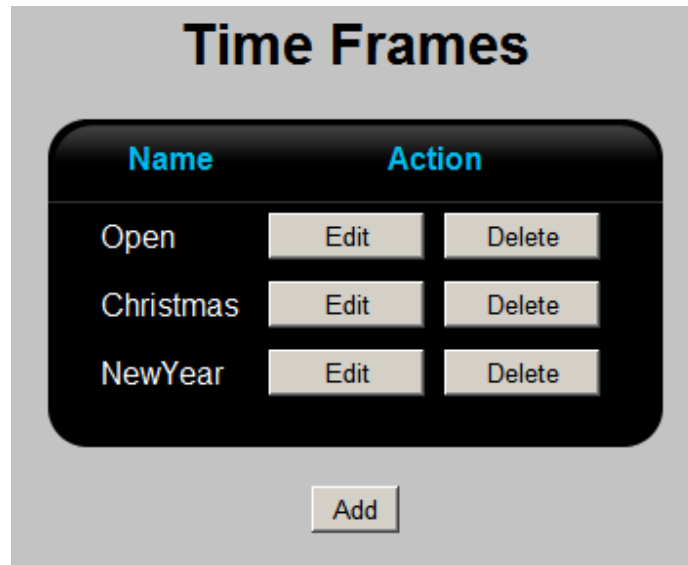 Time Frames
Name Action
Open Edit Delete
Christmas Edit Delete
NewYear Edit Delete
Add